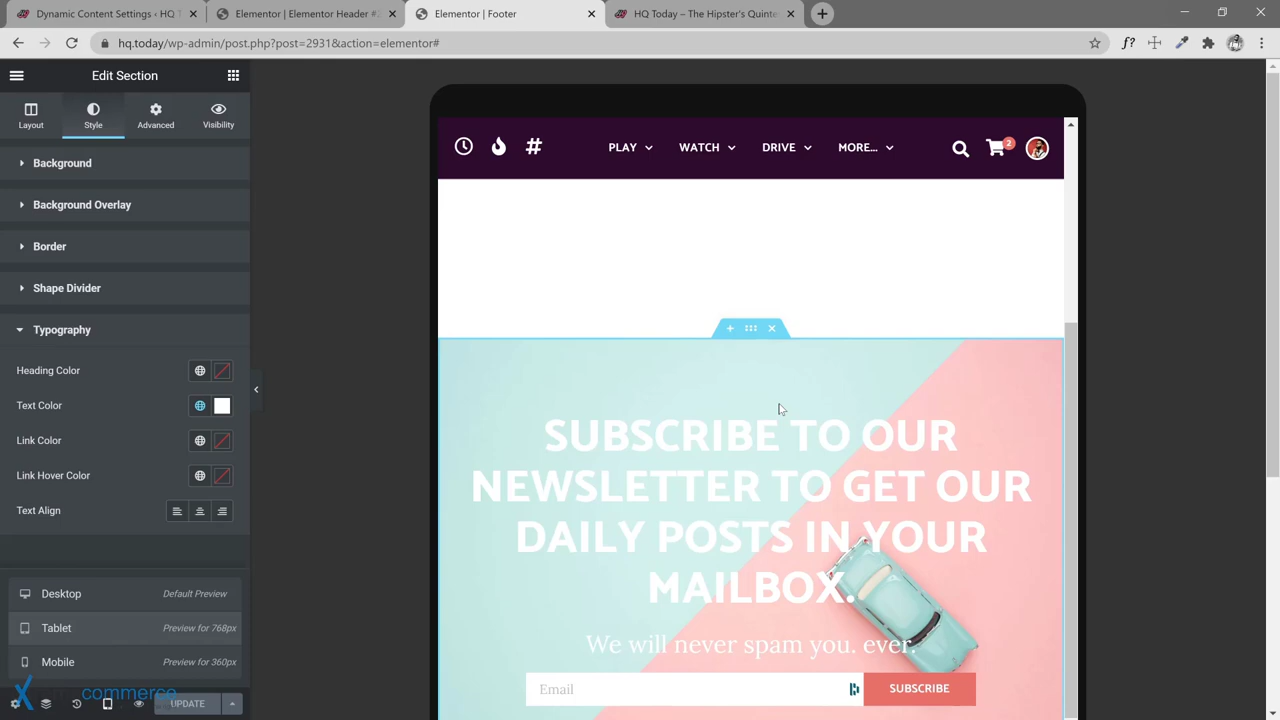 Dynamic Content Settings ‹ HQ T
Elementor | Elementor Header #2
Elementor | Footer
HQ Today – The Hipster's Quinte
hq.today/wp-admin/post.php?post=2931&action=elementor#
f?
Edit Section
Layout
Style
Advanced
Visibility
Background
Background Overlay
Border
Shape Divider
Typography
Heading Color
Text Color
Link Color
Link Hover Color
Text Align
Desktop
Default Preview
Tablet
Preview for 768px
Mobile
Preview for 360px
commerce
UPDATE
#
PLAY
WATCH
DRIVE
MORE...
2
SUBSCRIBE TO OUR
NEWSLETTER TO GET OUR
DAILY POSTS IN YOUR
MAILBOX.
We will never spam you. ever.
Email
SUBSCRIBE